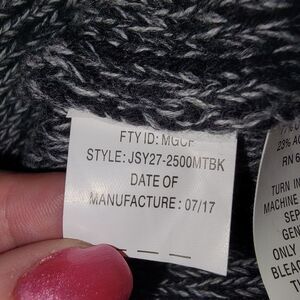 FTY ID: MGCF
STYLE: JSY27-2500MTBK
DATE OF
MANUFACTURE: 07/17
77%
23% AC
RN 6
TURN IN
MACHINE
SEP
GEN
ONLY
BLEAC